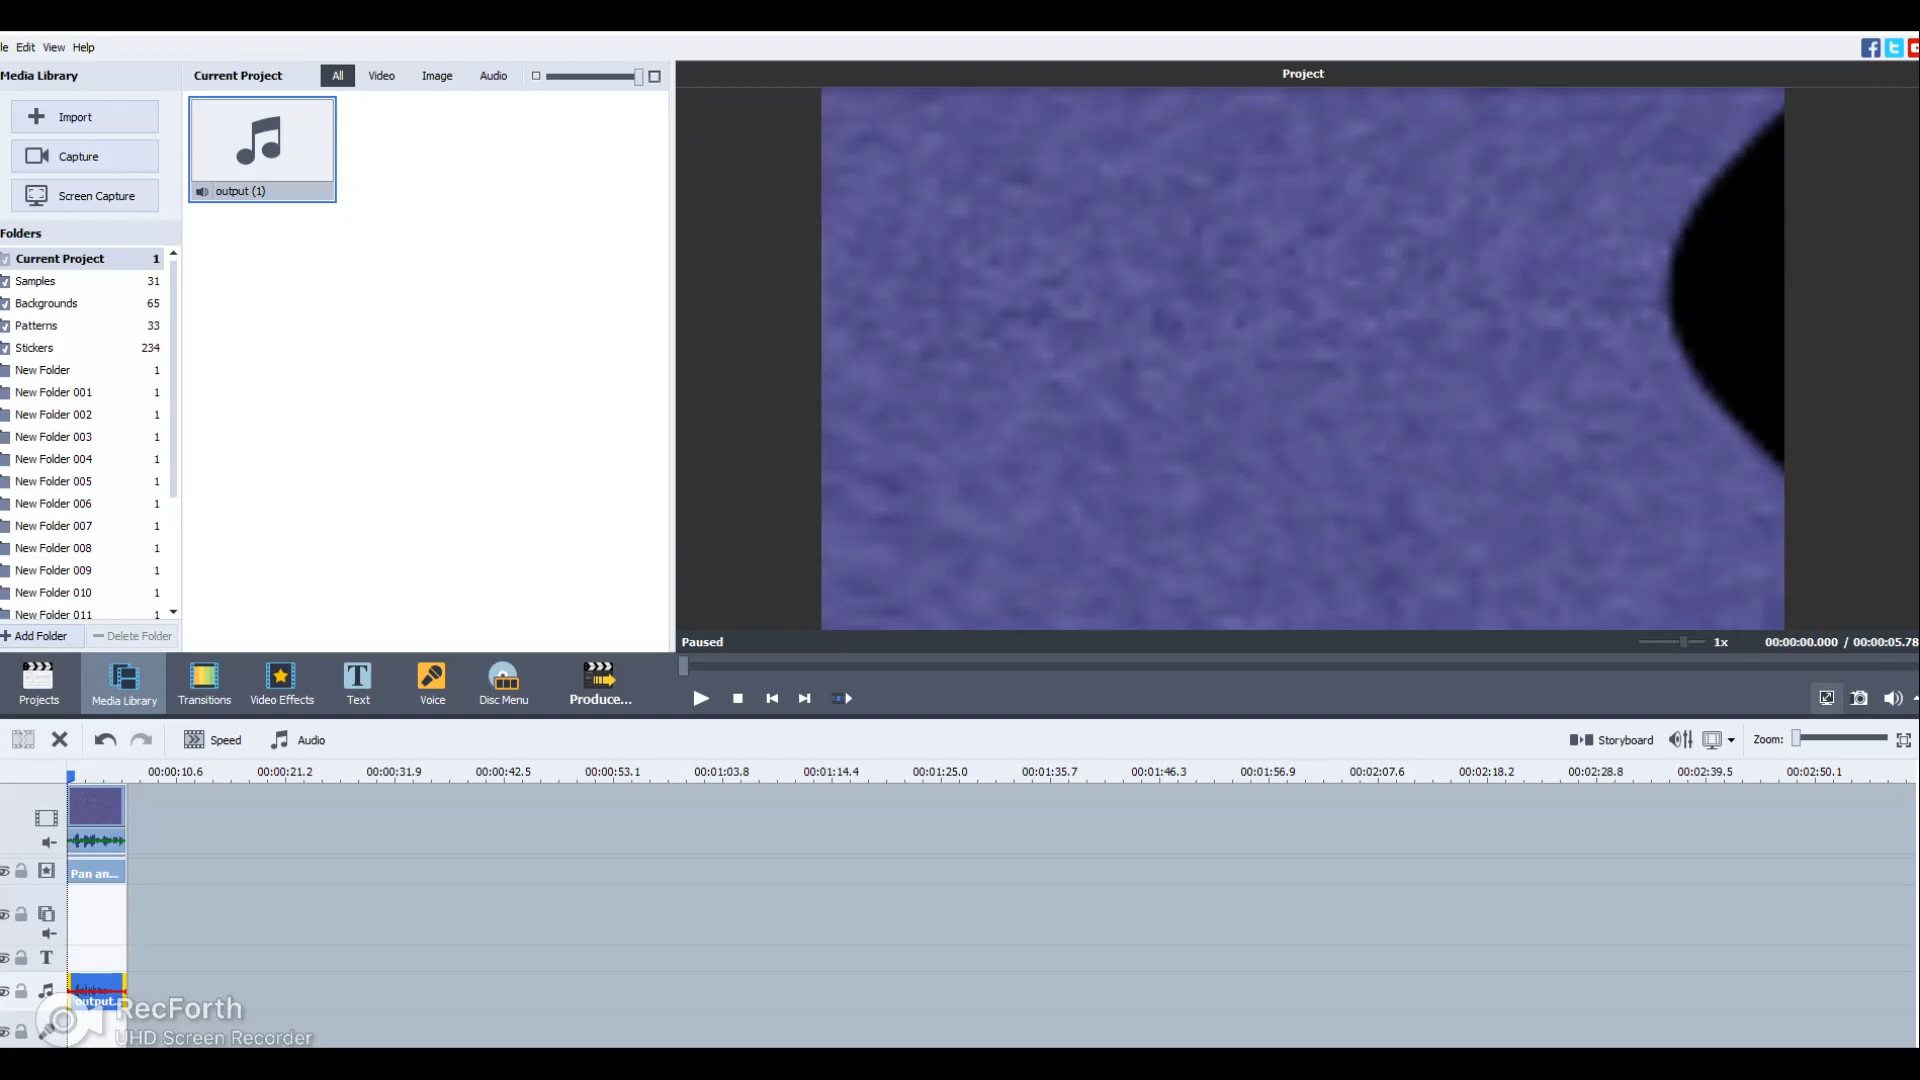 le Edit View Help
Media Library
Current Project
All
Video
Image
Audio
Project
Import
Capture
Screen Capture
output (1)
Folders
Current Project 1
Samples 31
Backgrounds 65
Patterns 33
Stickers 234
New Folder 1
New Folder 001 1
New Folder 002 1
New Folder 003 1
New Folder 004 1
New Folder 005 1
New Folder 006 1
New Folder 007 1
New Folder 008 1
New Folder 009 1
New Folder 010 1
New Folder 011 1
Add Folder
Delete Folder
Paused
1x
00:00:00.000 / 00:00:05.78
Projects
Media Library
Transitions
Video Effects
Text
Voice
Disc Menu
Produce...
Speed
Audio
Storyboard
Zoom:
00:00:10.6 00:00:21.2 00:00:31.9 00:00:42.5 00:00:53.1 00:01:03.8 00:01:14.4 00:01:25.0 00:01:35.7 00:01:46.3 00:01:56.9 00:02:07.6 00:02:18.2 00:02:28.8 00:02:39.5 00:02:50.1
Pan an...
T
output
RecForth
UHD Screen Recorder